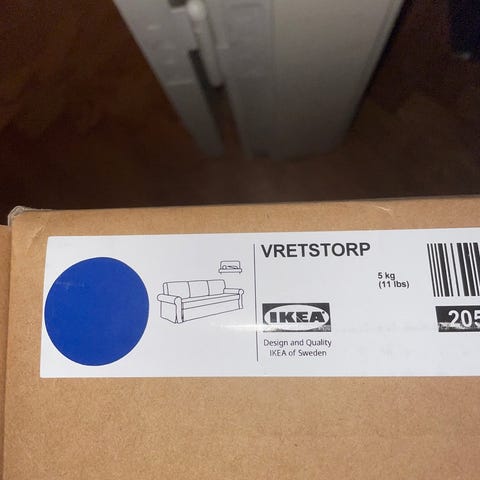 VRETSTORP
5 kg
(11 lbs)
IKEA
205
Design and Quality
IKEA of Sweden